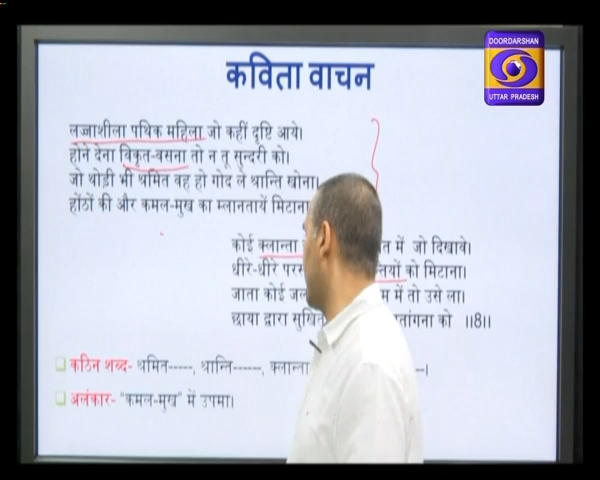 DOORDARSHAN
UTTAR PRADESH
कविता वाचन
लज्जाशीला पथिक महिला जो कहीं दृष्टि आये।
होने देना विकृत-वसना तो न तू सुन्दरी को।
जो थोड़ी भी श्रमित वह हो गोद ले श्रान्ति खोना।
होंठों की और कमल-मुख का म्लानतायें मिटाना
कोई क्लान्ता में जो दिखावे।
धीरे-धीरे को मिटाना।
जाता कोई में तो उसे ला।
छाया द्वारा सुखित को ।।8।।
कठिन शब्द- श्रमित-----, श्रान्ति------, क्लान्ता --।
अलंकार- "कमल-मुख" में उपमा।